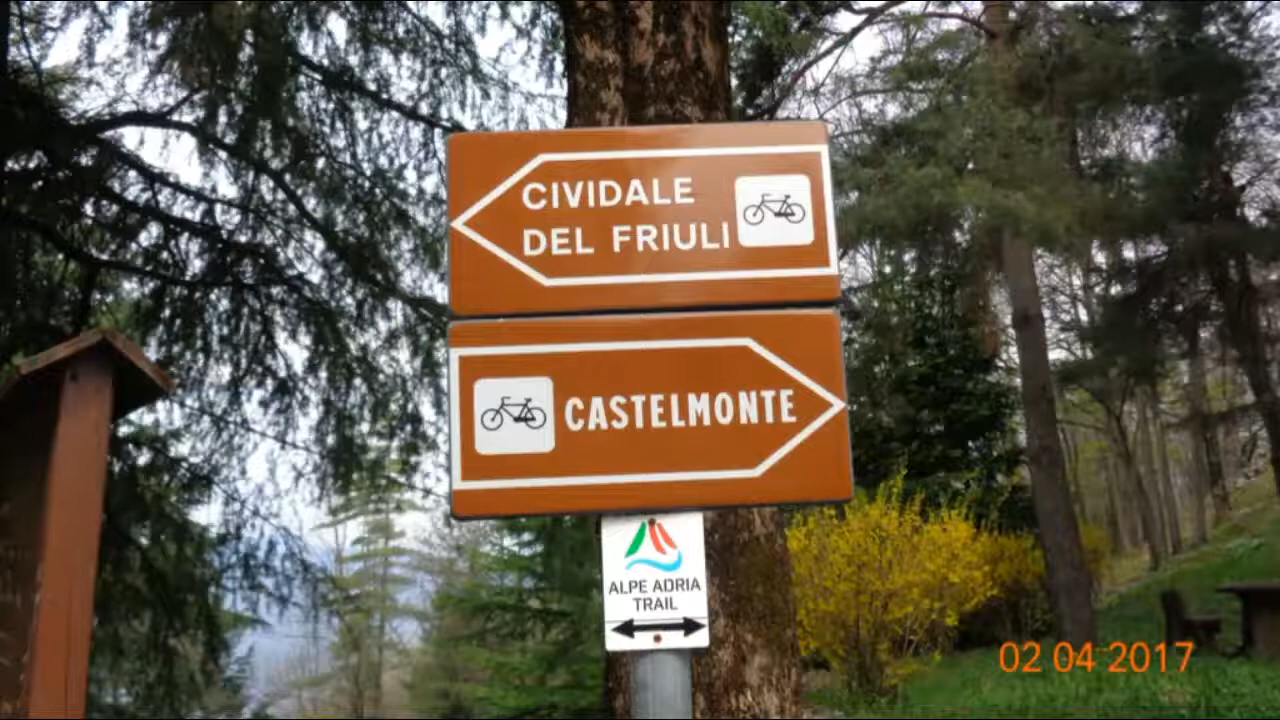 CIVIDALE
DEL FRIULI
CASTELMONTE
ALPE ADRIA
TRAIL
02 04 2017